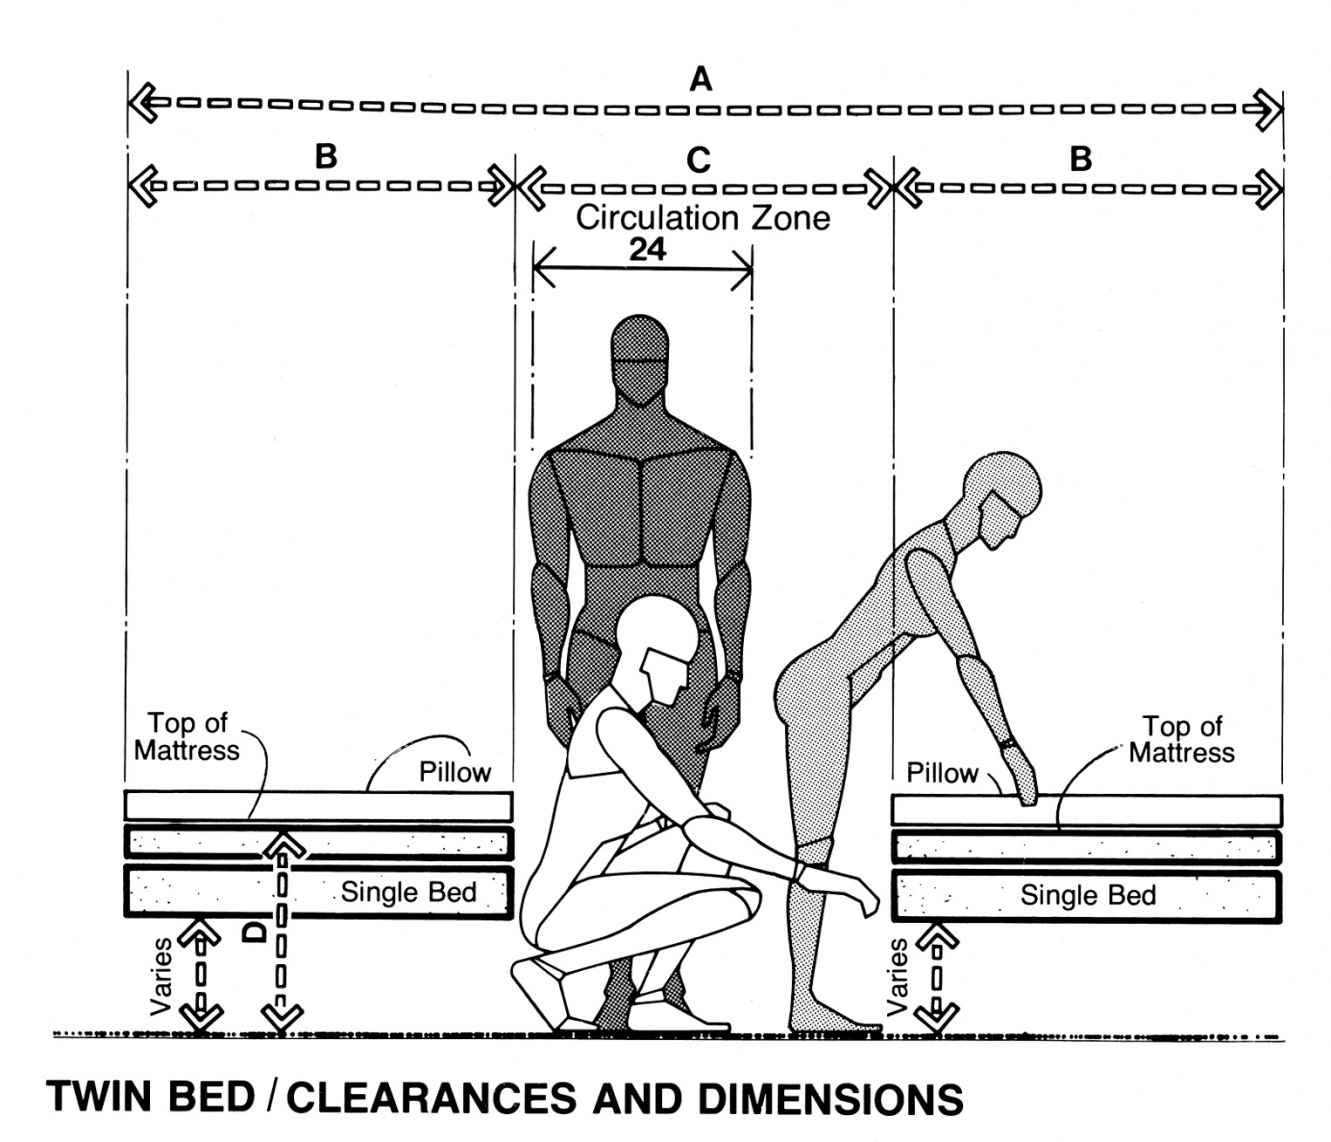 A
B
C
B
Circulation Zone
24
Top of
Mattress
Pillow
Top of
Mattress
Pillow
Single Bed
Single Bed
D
Varies
Varies
TWIN BED / CLEARANCES AND DIMENSIONS